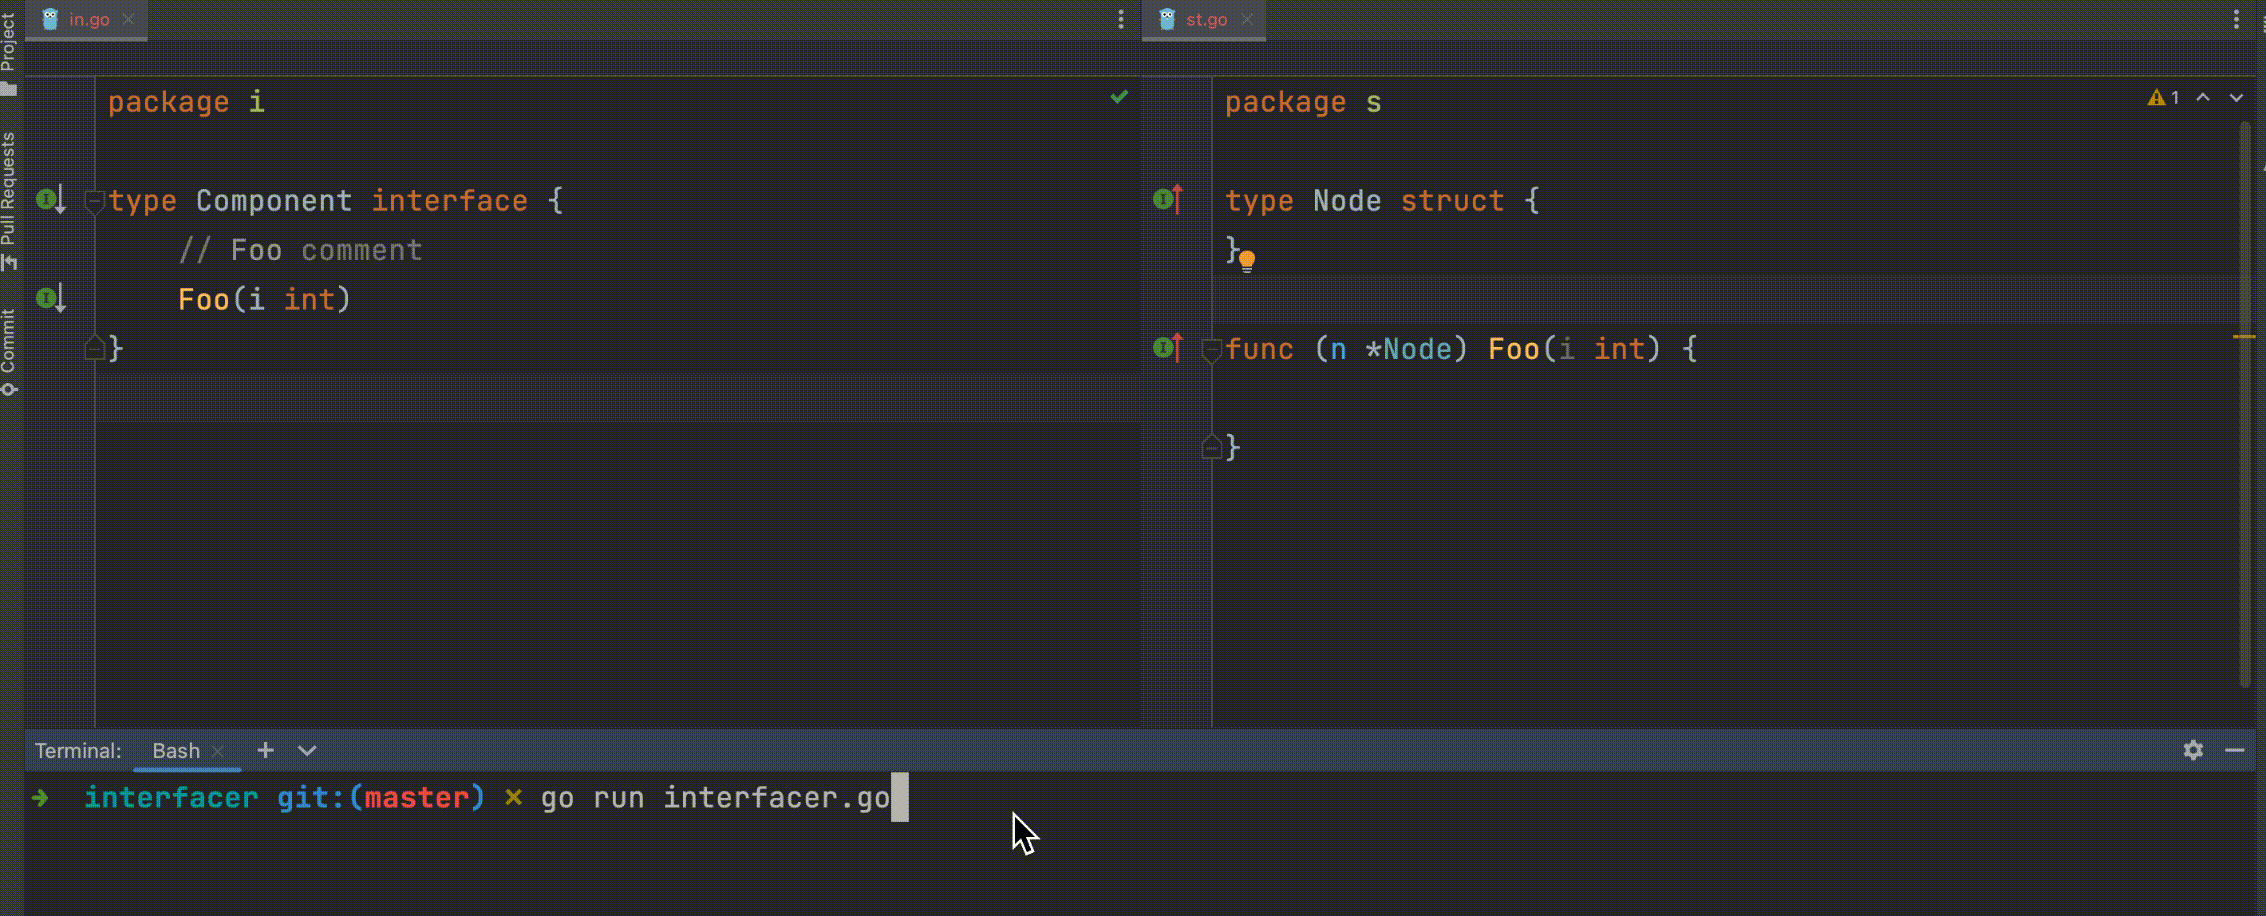 in.go
st.go
Project
Pull Requests
Commit
package i
type Component interface {
    // Foo comment
    Foo(i int)
}
package s
1
type Node struct {
}
func (n *Node) Foo(i int) {
}
Terminal:  Bash
interfacer git:(master) ✗ go run interfacer.go